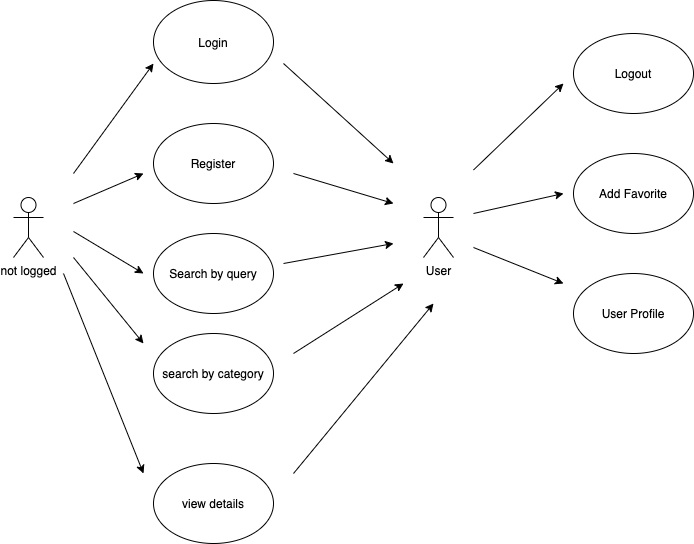 Login
Register
not logged
Search by query
search by category
view details
User
Logout
Add Favorite
User Profile